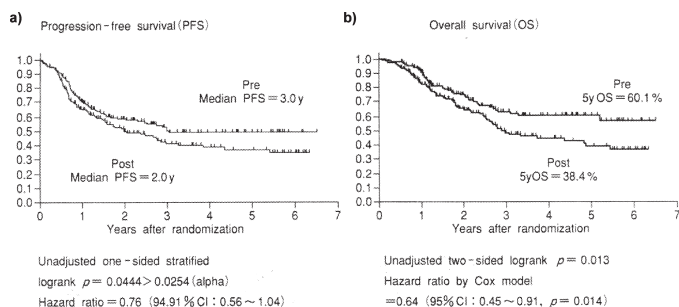 a) Progression-free survival (PFS)
1.0
0.9
0.8
0.7
0.6
0.5
0.4
0.3
0.2
0.1
0.0
Pre
Median PFS=3.0y
Post
Median PFS=2.0y
0 1 2 3 4 5 6 7
Years after randomization
Unadjusted one-sided stratified
logrank p=0.0444>0.0254 (alpha)
Hazard ratio=0.76 (94.91%CI:0.56~1.04)
b) Overall survival (OS)
1.0
0.9
0.8
0.7
0.6
0.5
0.4
0.3
0.2
0.1
0.0
Pre
5yOS=60.1%
Post
5yOS=38.4%
0 1 2 3 4 5 6 7
Years after randomization
Unadjusted two-sided logrank p=0.013
Hazard ratio by Cox model
=0.64 (95%CI:0.45~0.91, p=0.014)